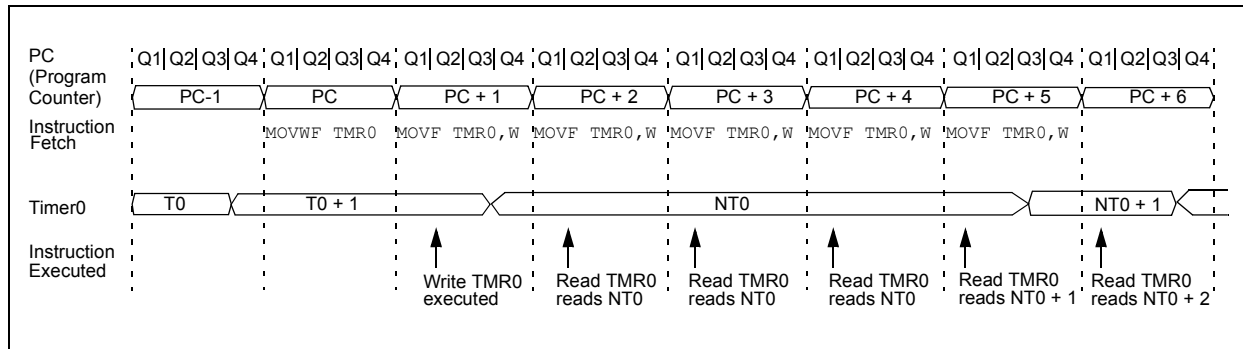 PC (Program Counter)
Q1 Q2 Q3 Q4 Q1 Q2 Q3 Q4 Q1 Q2 Q3 Q4 Q1 Q2 Q3 Q4 Q1 Q2 Q3 Q4 Q1 Q2 Q3 Q4 Q1 Q2 Q3 Q4 Q1 Q2 Q3 Q4
PC-1 PC PC + 1 PC + 2 PC + 3 PC + 4 PC + 5 PC + 6
Instruction Fetch
MOVWF TMR0 MOVF TMR0,W MOVF TMR0,W MOVF TMR0,W MOVF TMR0,W MOVF TMR0,W
Timer0 T0 T0 + 1 NT0 NT0 + 1
Instruction Executed
Write TMR0 executed
Read TMR0 reads NT0
Read TMR0 reads NT0
Read TMR0 reads NT0
Read TMR0 reads NT0 + 1
Read TMR0 reads NT0 + 2